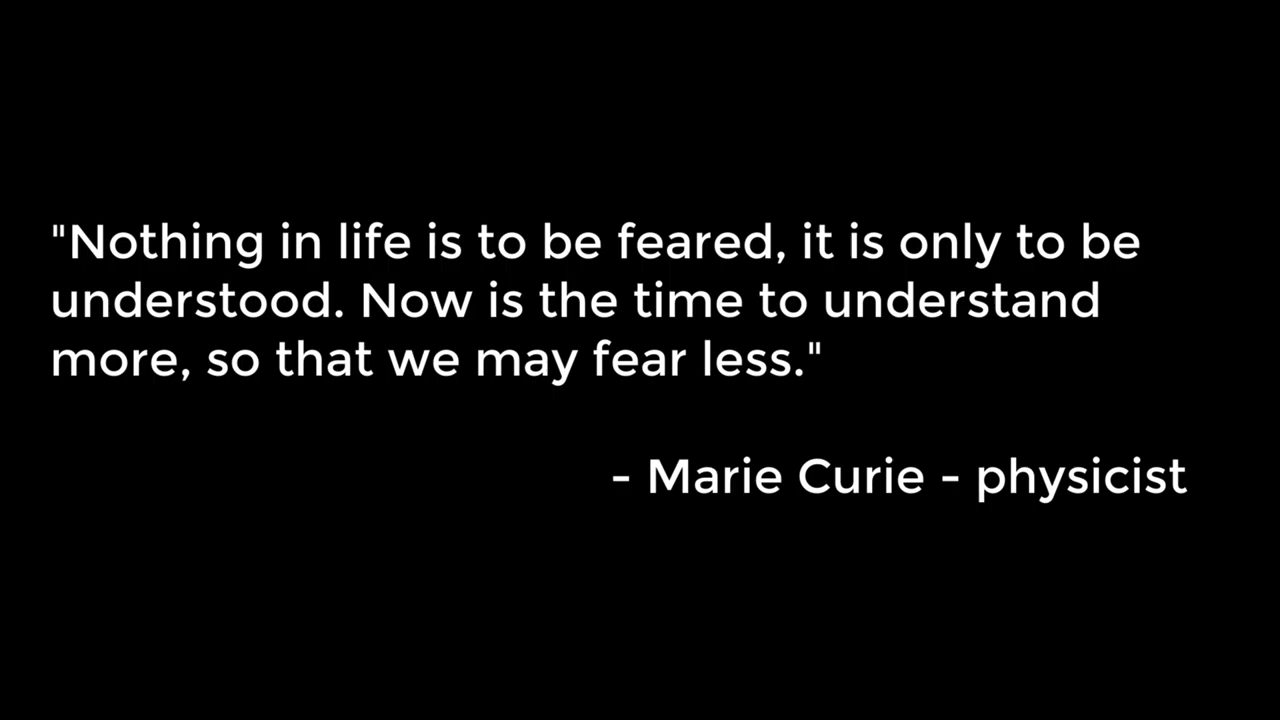 "Nothing in life is to be feared, it is only to be
understood. Now is the time to understand
more, so that we may fear less."
- Marie Curie - physicist